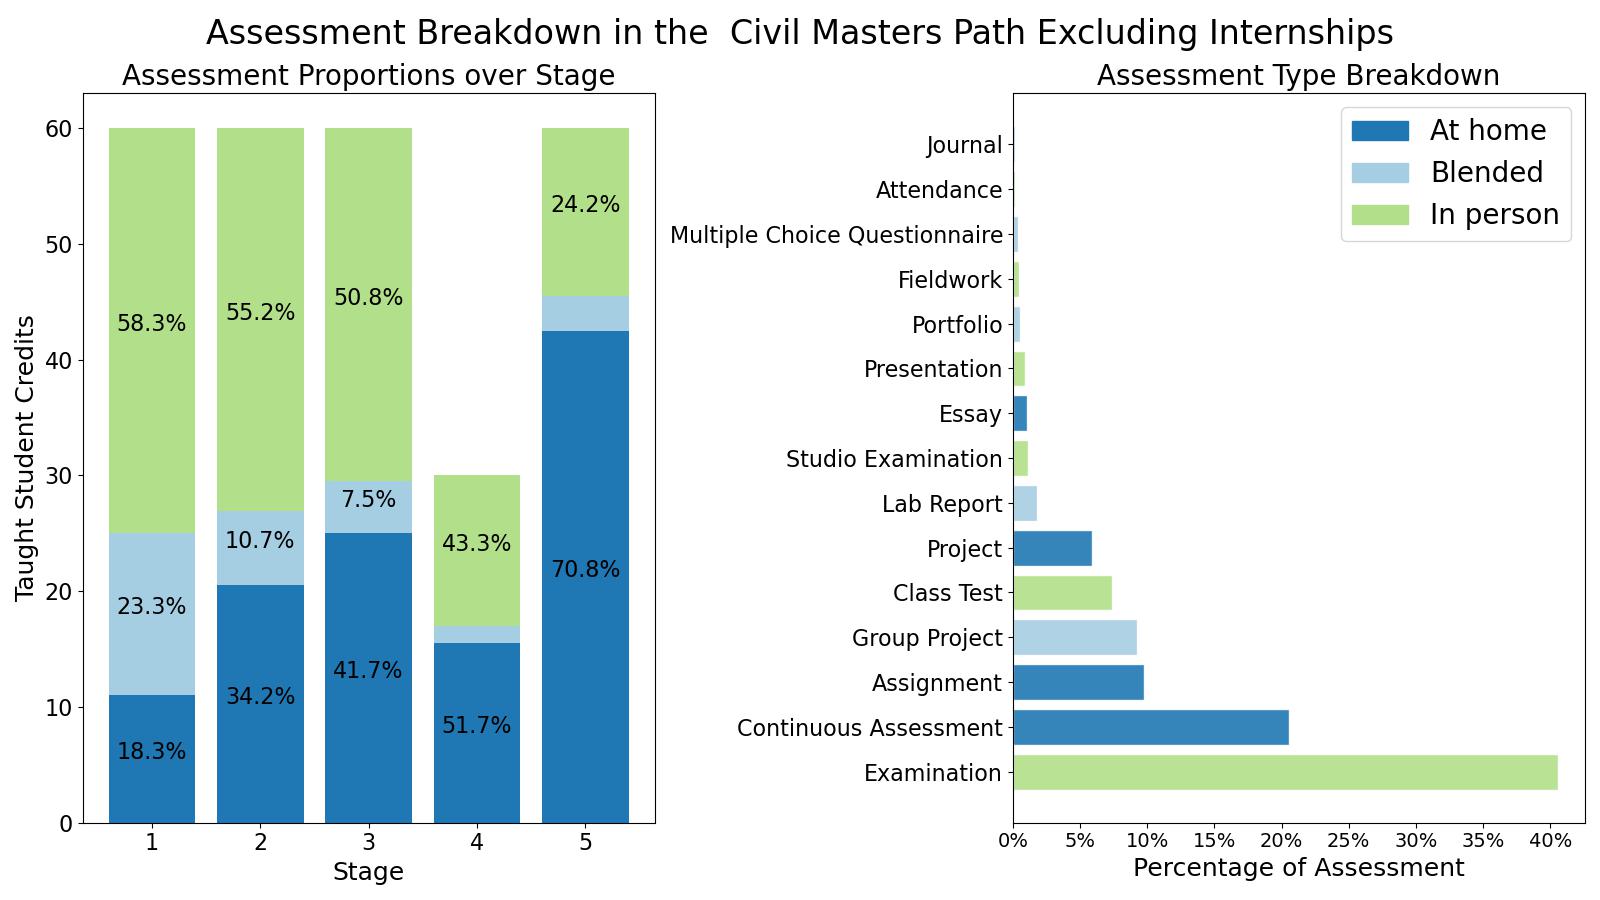 Assessment Breakdown in the  Civil Masters Path Excluding Internships
Assessment Proportions over Stage
Taught Student Credits
60
50
40
30
20
10
0
58.3%
23.3%
18.3%
55.2%
10.7%
34.2%
50.8%
7.5%
41.7%
43.3%
51.7%
24.2%
70.8%
1 2 3 4 5
Stage
Assessment Type Breakdown
At home
Blended
In person
Journal
Attendance
Multiple Choice Questionnaire
Fieldwork
Portfolio
Presentation
Essay
Studio Examination
Lab Report
Project
Class Test
Group Project
Assignment
Continuous Assessment
Examination
0% 5% 10% 15% 20% 25% 30% 35% 40%
Percentage of Assessment